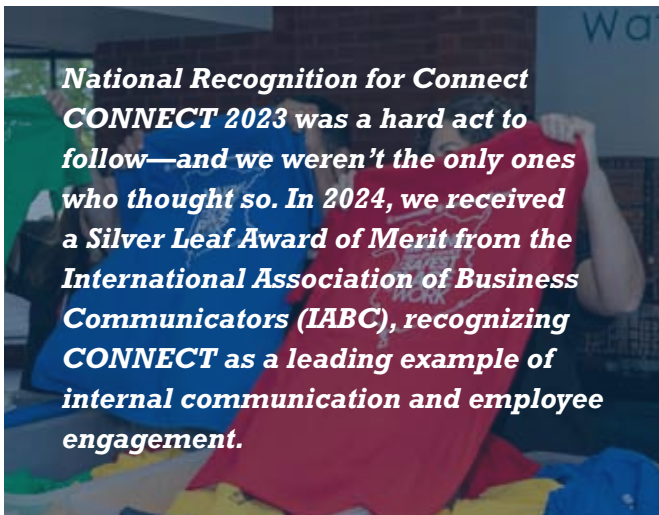 Wat
National Recognition for Connect
CONNECT 2023 was a hard act to
follow—and we weren't the only ones
who thought so. In 2024, we received
a Silver Leaf Award of Merit from the
International Association of Business
Communicators (IABC), recognizing
CONNECT as a leading example of
internal communication and employee
engagement.
WORK